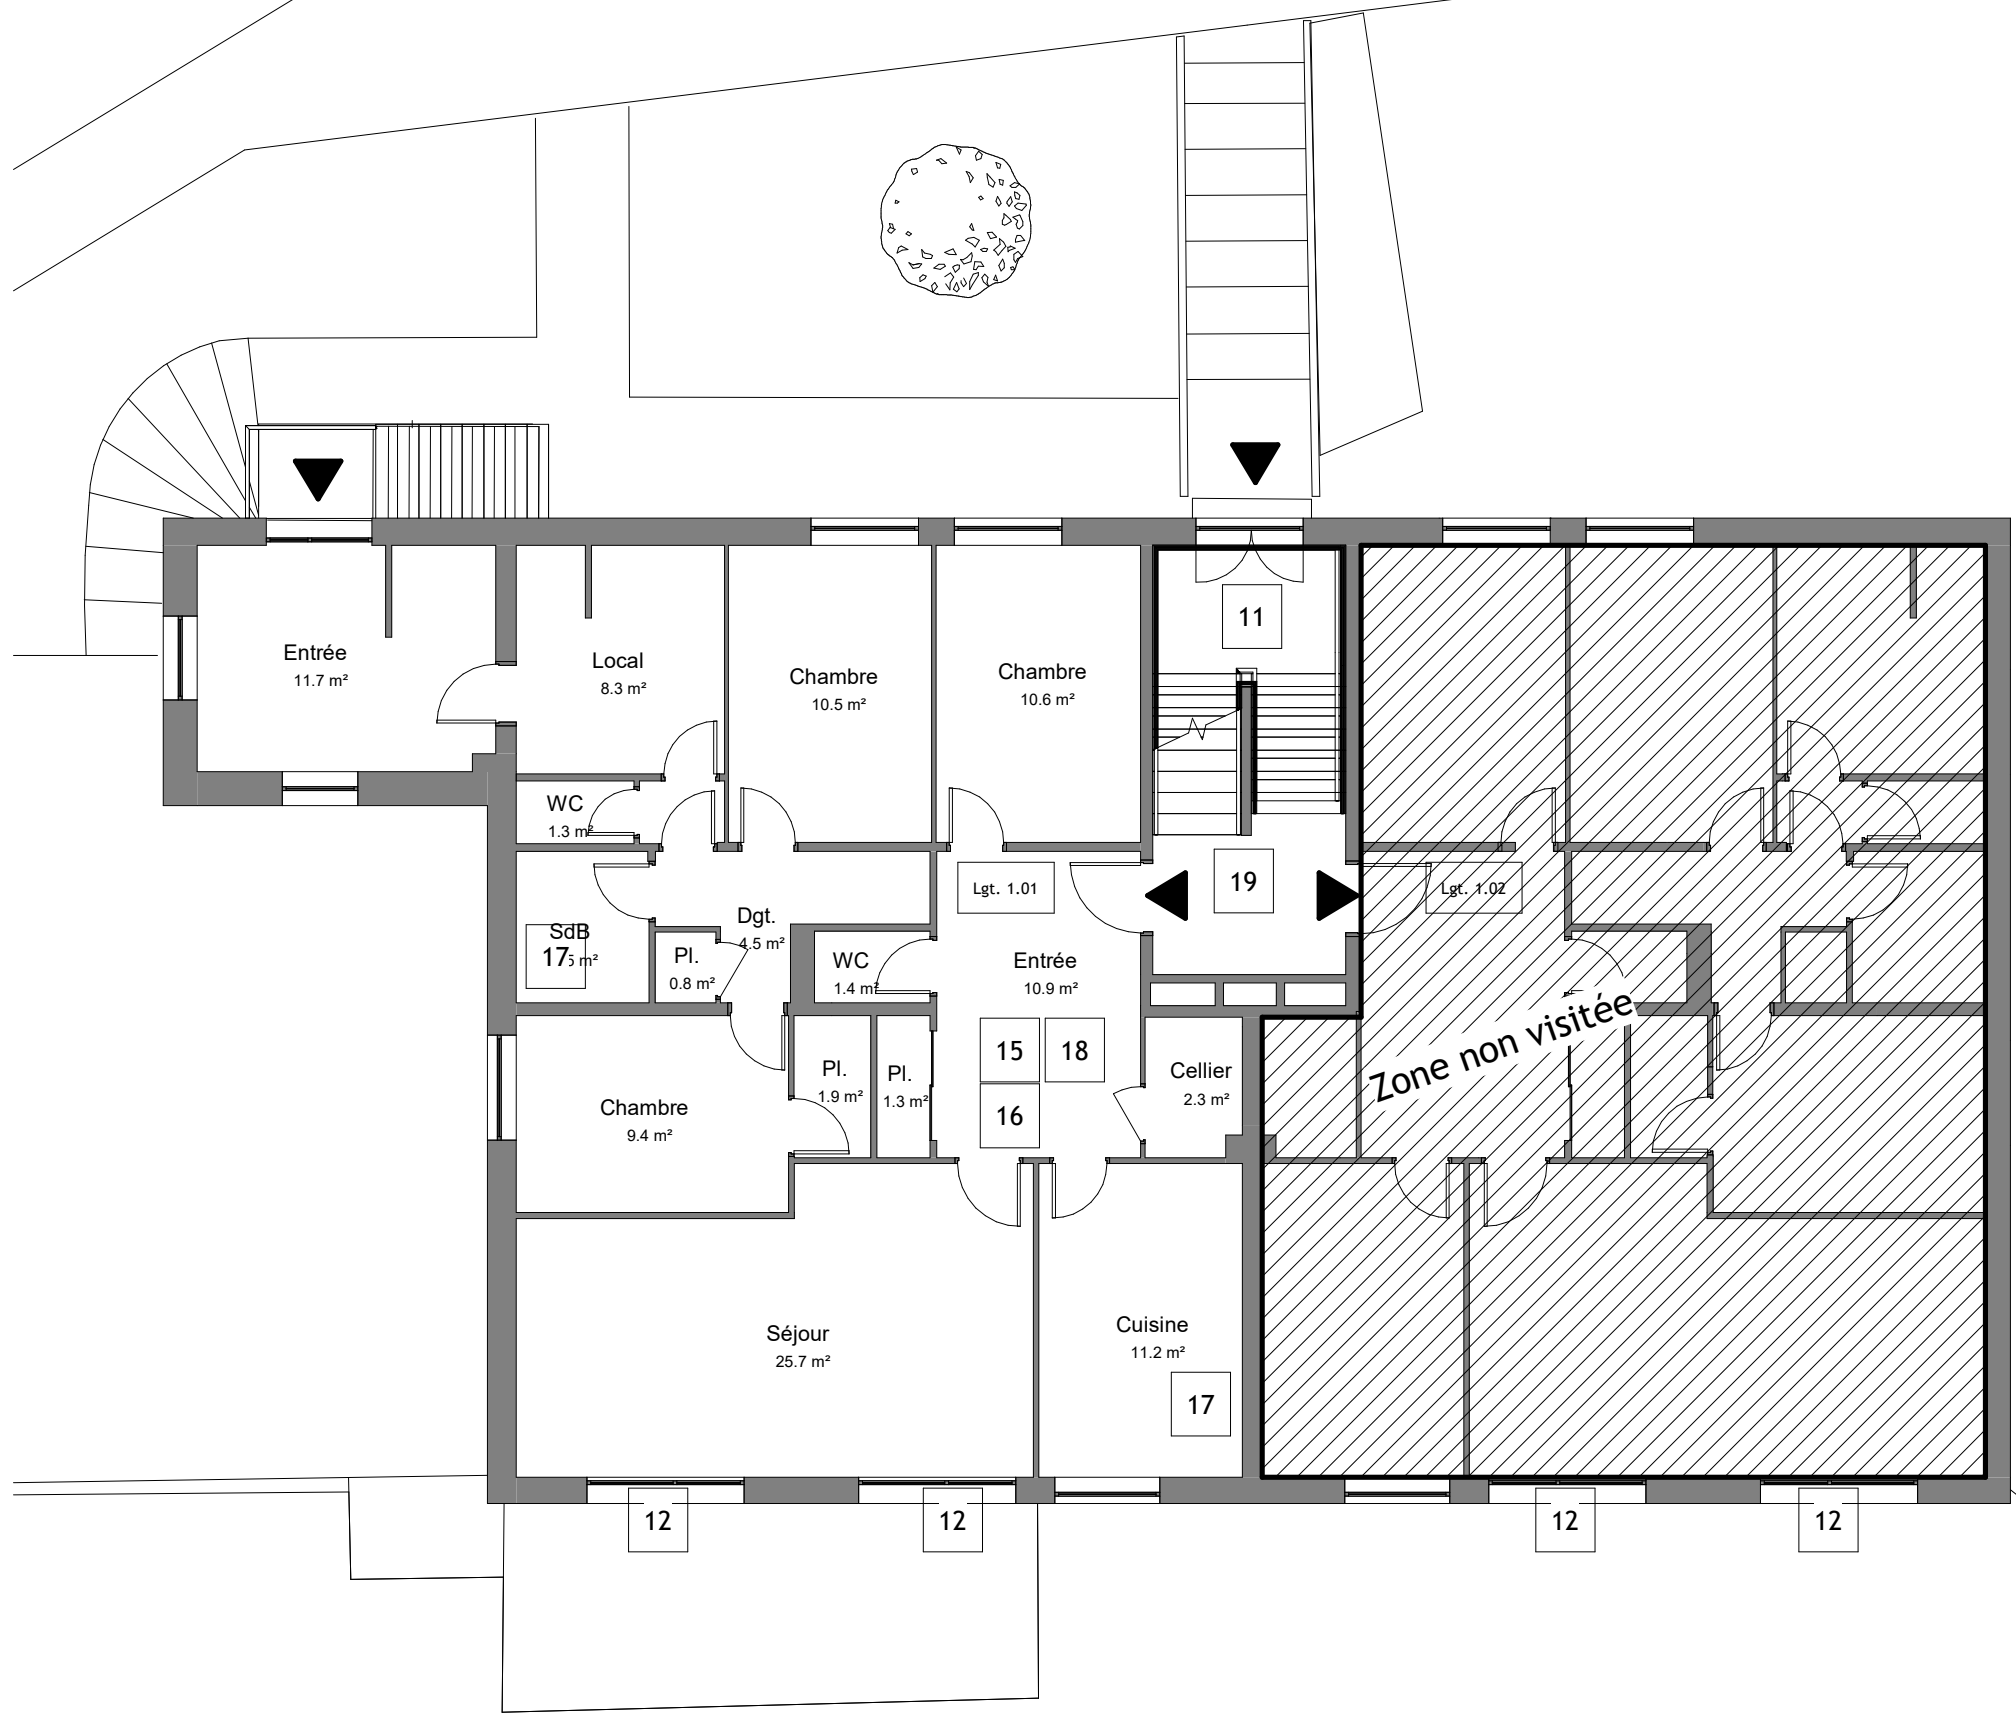 11
Entrée
11.7 m²
Local
8.3 m²
Chambre
10.5 m²
Chambre
10.6 m²
WC
1.3 m²
Lgt. 1.01
19
Lgt. 1.02
Dgt.
4.5 m²
SdB
17
m²
Pl.
0.8 m²
WC
1.4 m²
Entrée
10.9 m²
Zone non visitée
15
18
16
Chambre
9.4 m²
Pl.
1.9 m²
Pl.
1.3 m²
Cellier
2.3 m²
Séjour
25.7 m²
Cuisine
11.2 m²
17
12
12
12
12